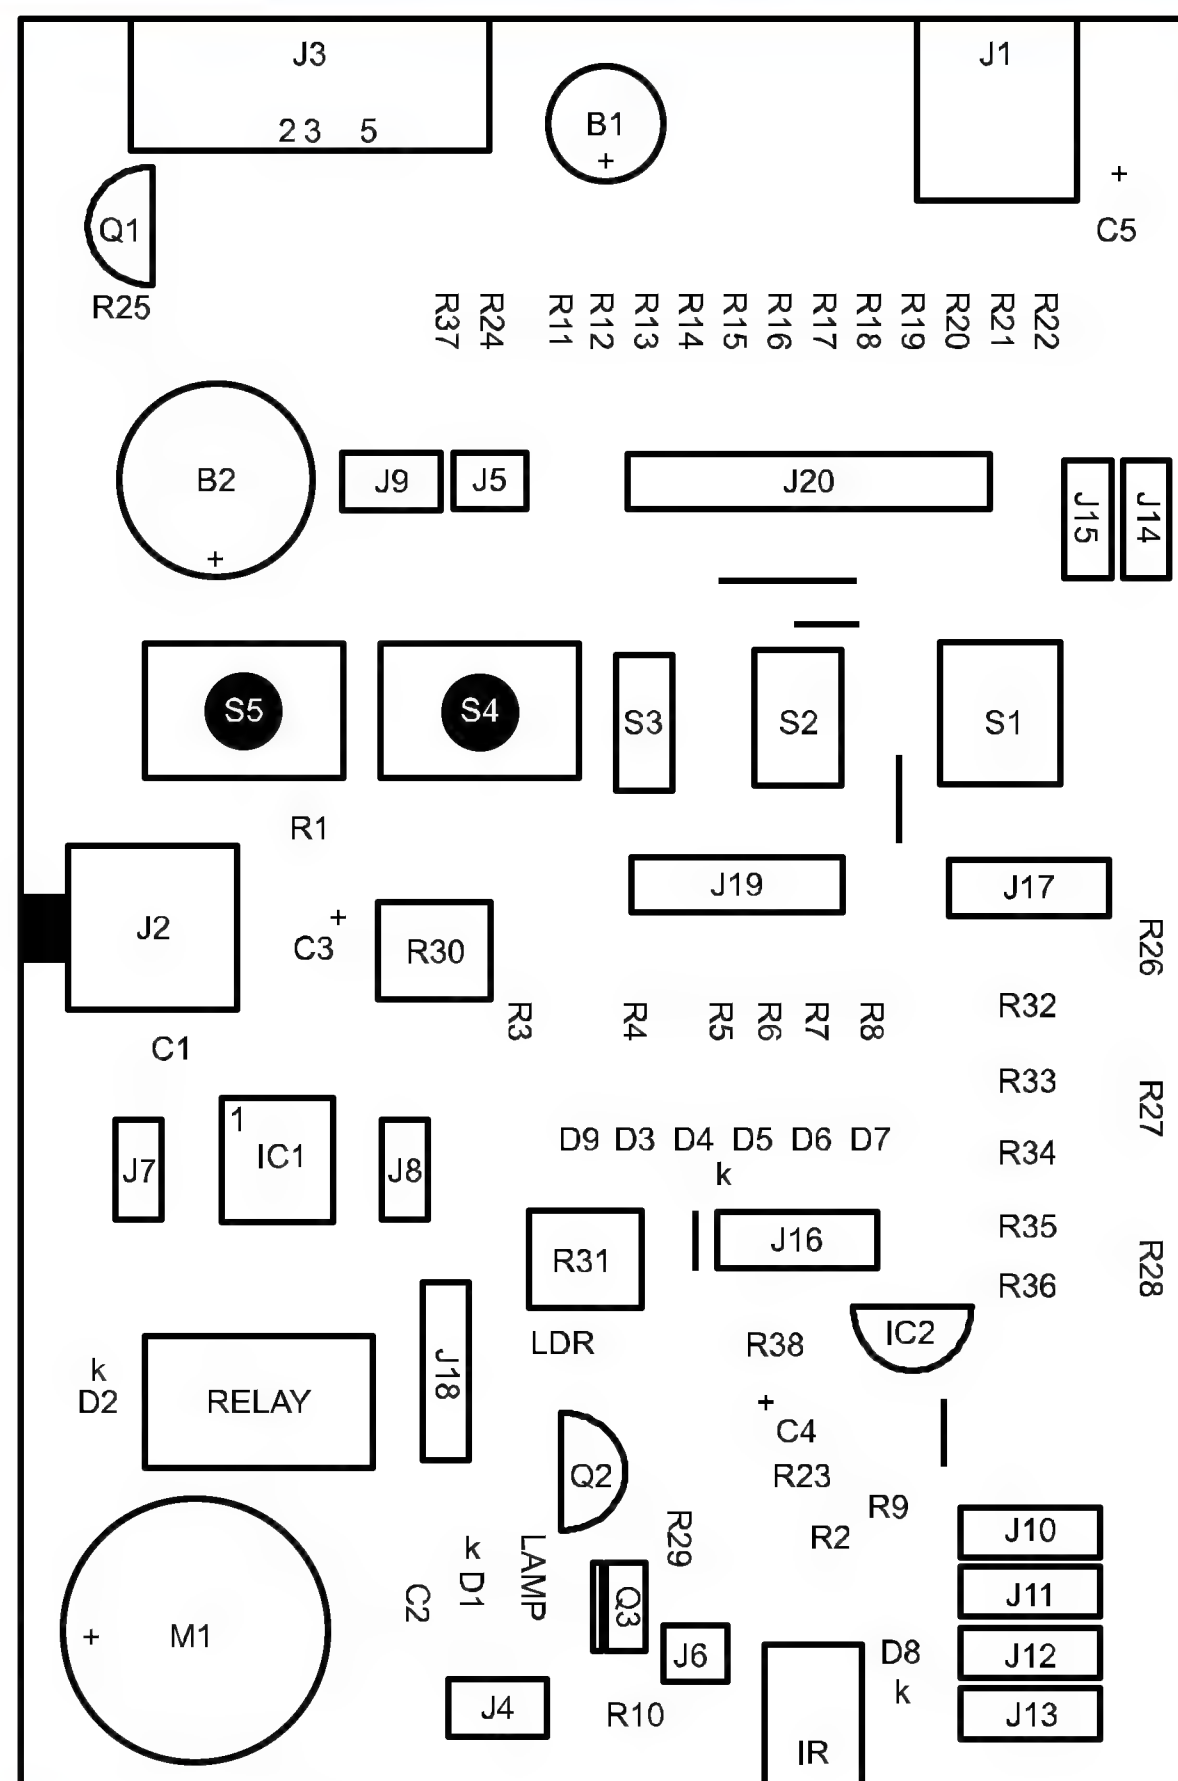 J3
J1
B1
2 3 5
+
+
Q1
C5
R25
R37 R24 R11 R12 R13 R14 R15 R16 R17 R18 R19 R20 R21 R22
B2
J9 J5 J20
J15 J14
+
S5 S4 S3 S2 S1
R1
J19 J17
J2
+
C3
R30
R26
R32
R3 R4 R5 R6 R7 R8
C1
R33
R27
1
IC1
J7 J8
D9 D3 D4 D5 D6 D7
k
R34
R31
J16
R35
R28
R36
LDR
R38
IC2
k
D2
RELAY
J18
+
C4
Q2
R23
R9
R2
J10
R29
k
D1
LAMP
C2
Q3
J11
+
M1
J6
D8
k
J12
J4
R10
J13
IR